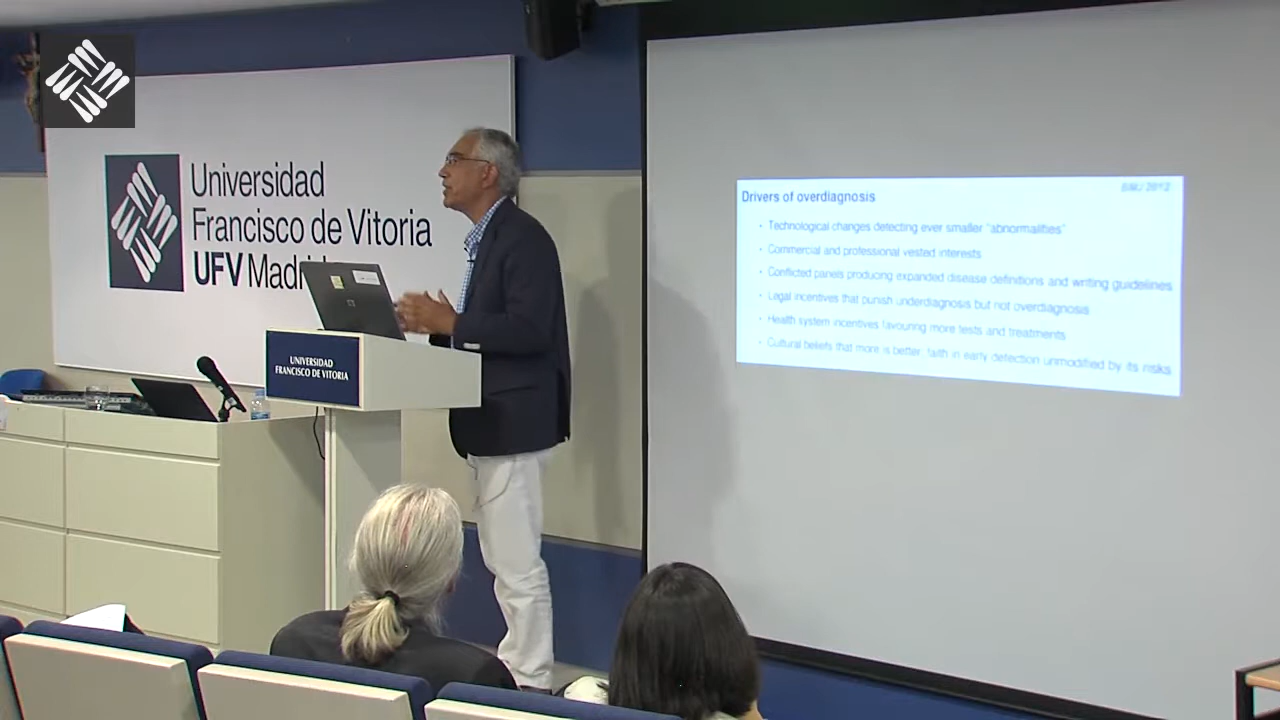 Universidad
Francisco de Vitoria
UFV Madrid
UNIVERSIDAD
FRANCISCO DE VITORIA
Drivers of overdiagnosis
BMJ 2012
· Technological changes detecting ever smaller "abnormalities"
· Commercial and professional vested interests
· Conflicted panels producing expanded disease definitions and writing guidelines
· Legal incentives that punish underdiagnosis but not overdiagnosis
· Health system incentives favouring more tests and treatments
· Cultural beliefs that more is better; faith in early detection unmodified by its risks